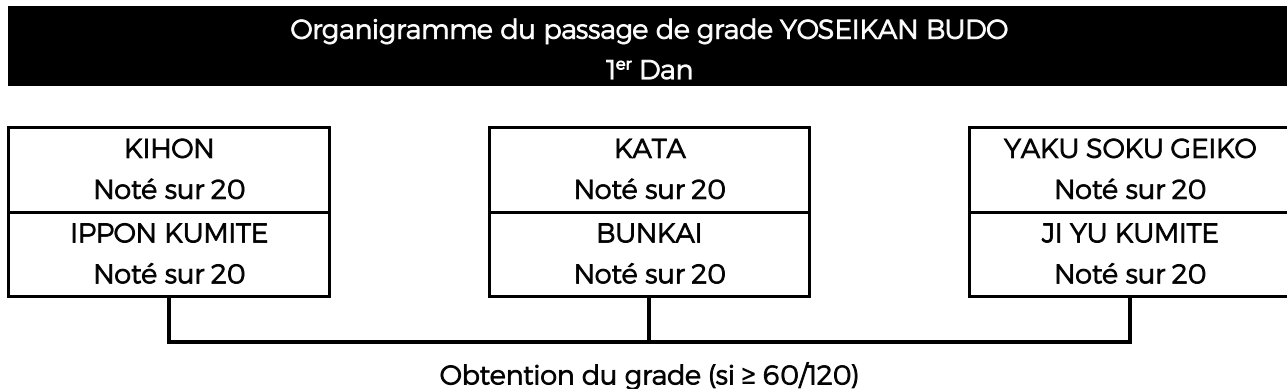 Organigramme du passage de grade YOSEIKAN BUDO
1er Dan
KIHON
Noté sur 20
IPPON KUMITE
Noté sur 20
KATA
Noté sur 20
BUNKAI
Noté sur 20
YAKU SOKU GEIKO
Noté sur 20
JI YU KUMITE
Noté sur 20
Obtention du grade (si ≥ 60/120)